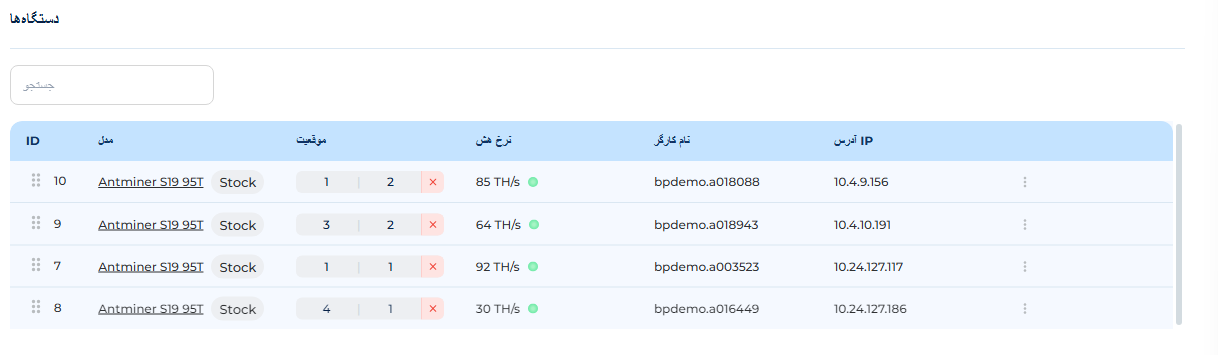 دستگاه‌ها
جستجو
ID مدل موقعیت نرخ هش نام کارگر آدرس IP
10 Antminer S19 95T Stock 1 | 2 × 85 TH/s bpdemo.a018088 10.4.9.156
9 Antminer S19 95T Stock 3 | 2 × 64 TH/s bpdemo.a018943 10.4.10.191
7 Antminer S19 95T Stock 1 | 1 × 92 TH/s bpdemo.a003523 10.24.127.117
8 Antminer S19 95T Stock 4 | 1 × 30 TH/s bpdemo.a016449 10.24.127.186